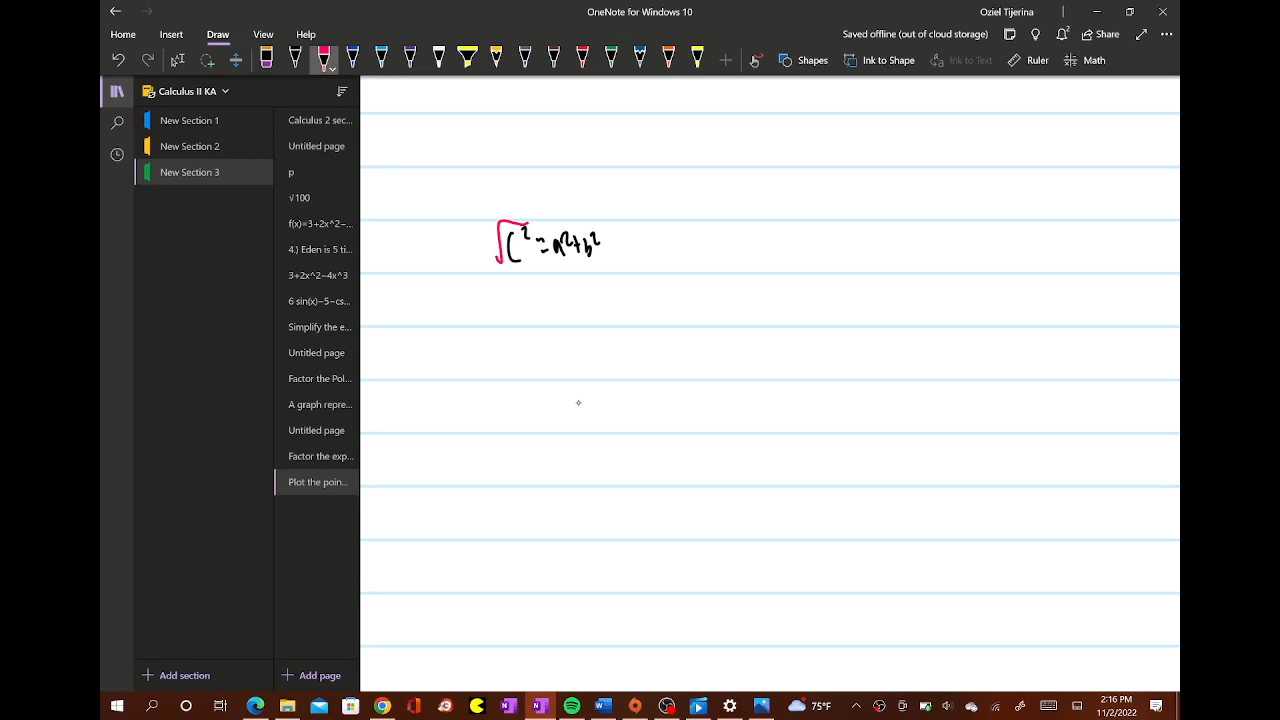 OneNote for Windows 10
Oziel Tijerina
Home Insert Draw View Help
Saved offline (out of cloud storage)
2
Share
Shapes
Ink to Shape
Ink to Text
Ruler
Math
Calculus II KA
New Section 1
New Section 2
New Section 3
Calculus 2 sec...
Untitled page
p
√100
f(x)=3+2x^2−...
4.) Eden is 5 ti...
3+2x^2−4x^3
6 sin(x)−5−cs...
Simplify the e...
Untitled page
Factor the Pol...
A graph repre...
Untitled page
Factor the exp...
Plot the poin...
√C² = a²+b²
Add section
Add page
75°F
2:16 PM
11/2/2022